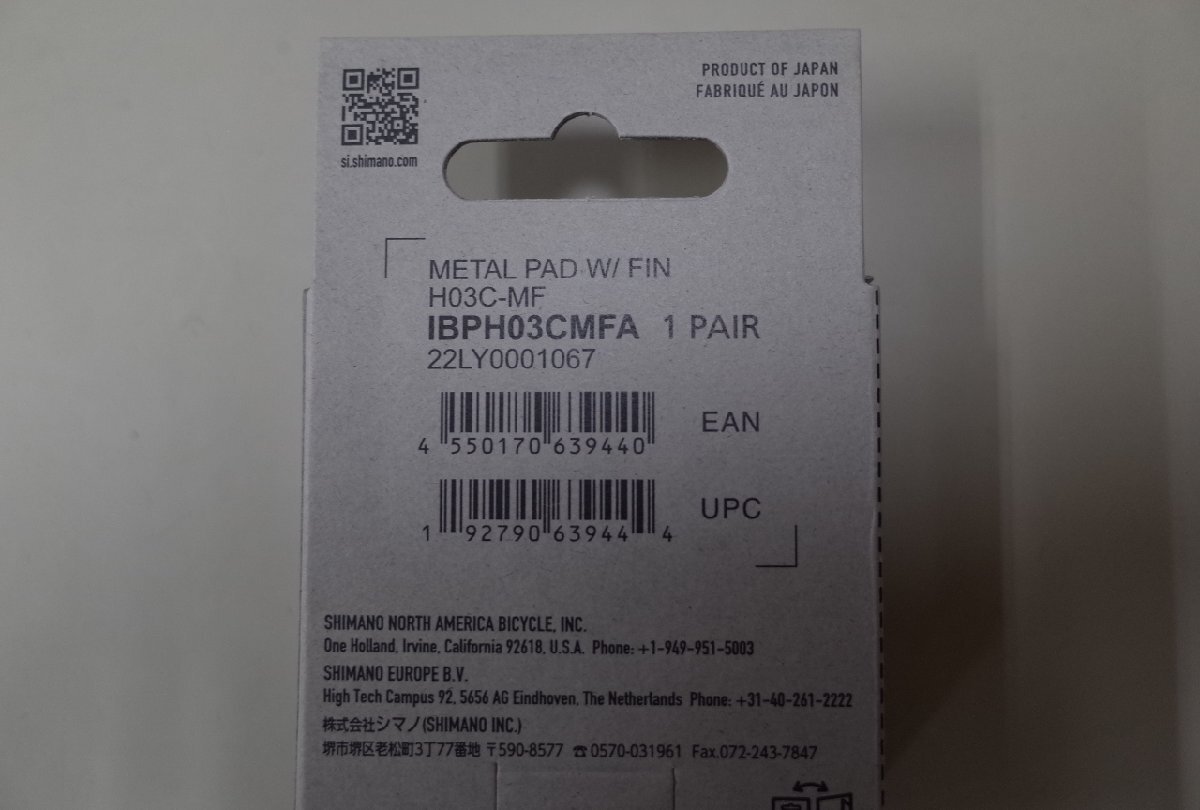 PRODUCT OF JAPAN
FABRIQUÉ AU JAPON
si.shimano.com
METAL PAD W/ FIN
H03C-MF
IBPH03CMFA 1 PAIR
22LY0001067
4 550170 639440 EAN
1 92790 63944 4 UPC
SHIMANO NORTH AMERICA BICYCLE, INC.
One Holland, Irvine, California 92618, U.S.A. Phone: +1-949-951-5003
SHIMANO EUROPE B.V.
High Tech Campus 92, 5656 AG Eindhoven, The Netherlands Phone: +31-40-261-2222
株式会社シマノ(SHIMANO INC.)
堺市堺区老松町3丁77番地 〒590-8577 ☎0570-031961 Fax.072-243-7847